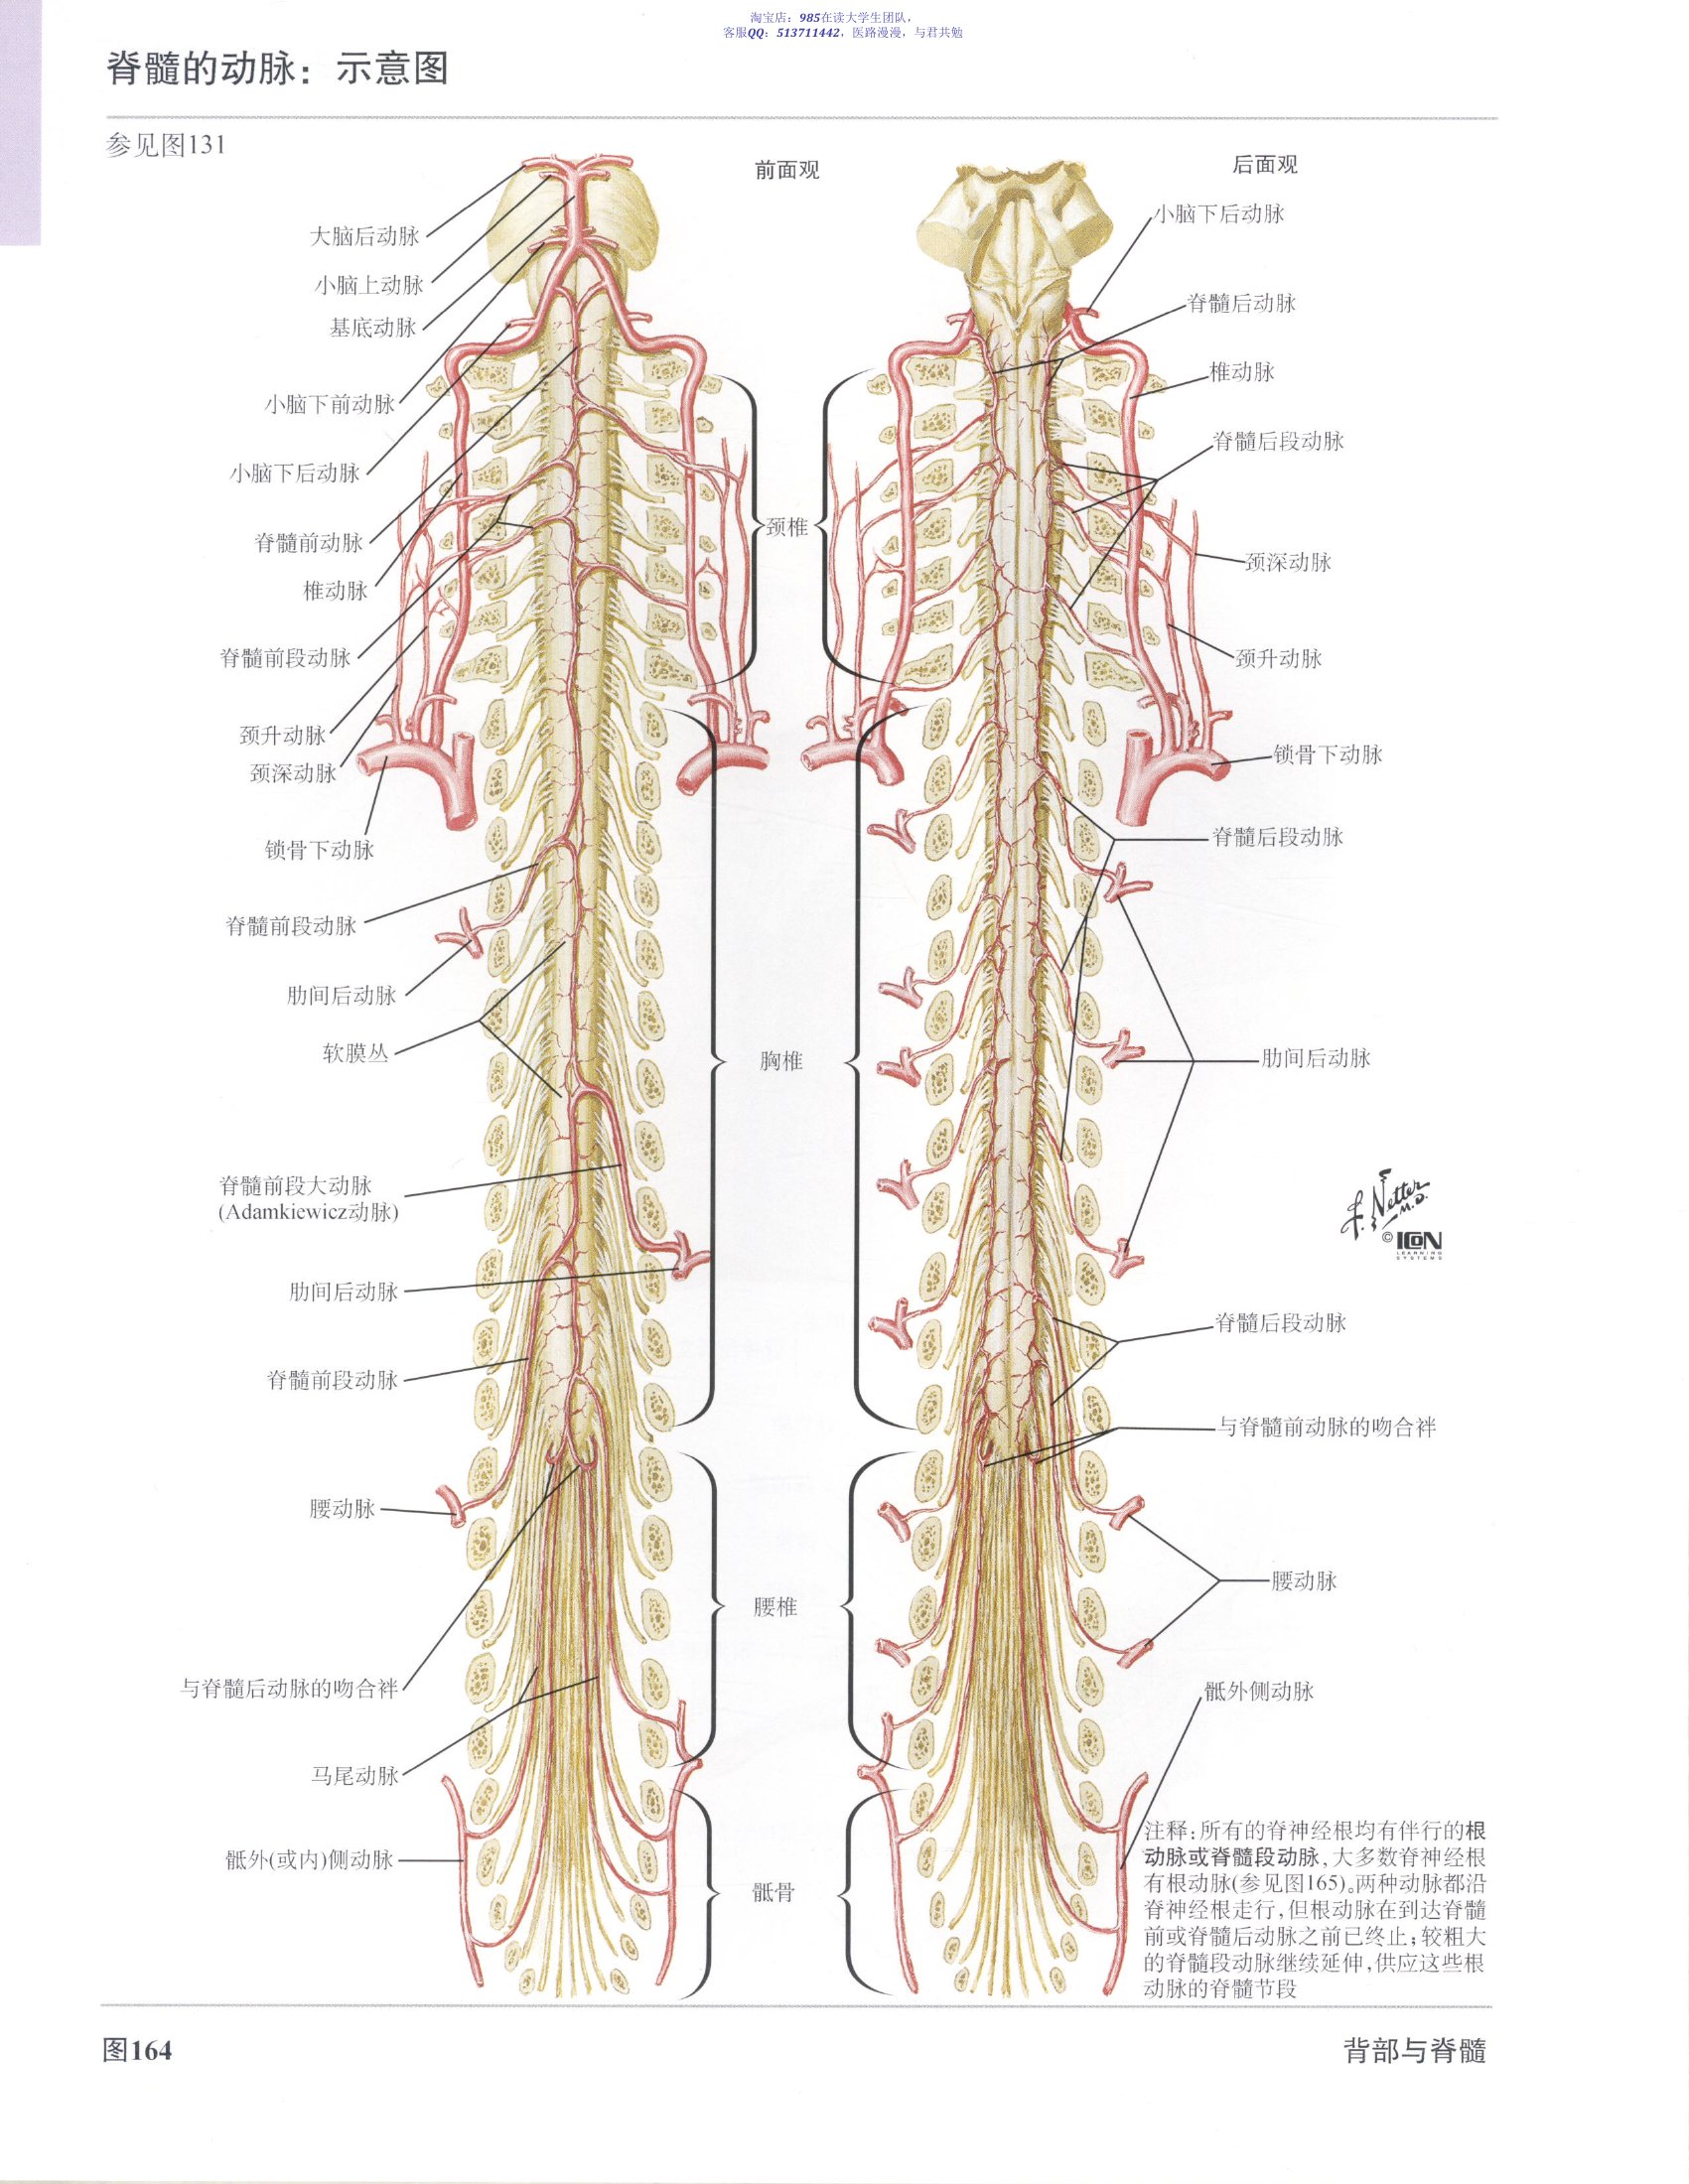 淘宝店：985在读大学生团队，
客服QQ：513711442，医路漫漫，与君共勉
脊髓的动脉：示意图
参见图131
前面观
后面观
大脑后动脉
小脑上动脉
基底动脉
小脑下前动脉
小脑下后动脉
脊髓前动脉
椎动脉
脊髓前段动脉
颈升动脉
颈深动脉
锁骨下动脉
脊髓前段动脉
肋间后动脉
软膜丛
脊髓前段大动脉
(Adamkiewicz动脉)
肋间后动脉
脊髓前段动脉
腰动脉
与脊髓后动脉的吻合袢
马尾动脉
骶外(或内)侧动脉
颈椎
胸椎
腰椎
骶骨
小脑下后动脉
脊髓后动脉
椎动脉
脊髓后段动脉
颈深动脉
颈升动脉
锁骨下动脉
脊髓后段动脉
肋间后动脉
F. Netter M.D.
© ICON
LEARNING
SYSTEMS
脊髓后段动脉
与脊髓前动脉的吻合袢
腰动脉
骶外侧动脉
注释：所有的脊神经根均有伴行的根
动脉或脊髓段动脉，大多数脊神经根
有根动脉(参见图165)。两种动脉都沿
脊神经根走行，但根动脉在到达脊髓
前或脊髓后动脉之前已终止；较粗大
的脊髓段动脉继续延伸，供应这些根
动脉的脊髓节段
图164
背部与脊髓